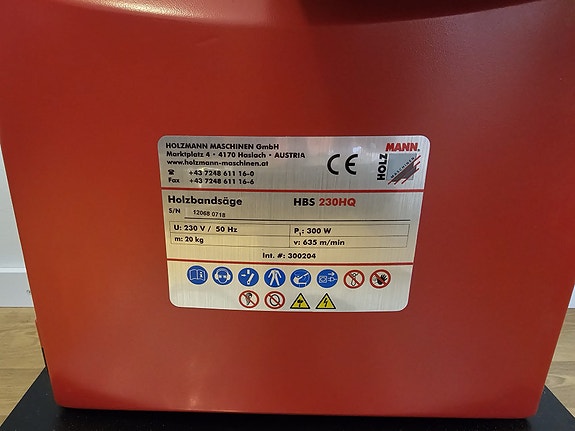 HOLZMANN MASCHINEN GmbH
Marktplatz 4 • 4170 Haslach • AUSTRIA
www.holzmann-maschinen.at
☎ +43 7248 611 16-0
Fax +43 7248 611 16-6
CE
HOLZ
MANN.
MASCHINEN
Holzbandsäge HBS 230HQ
S/N 12068 0718
U: 230 V / 50 Hz P₁: 300 W
m: 20 kg v: 635 m/min
Int. #: 300204